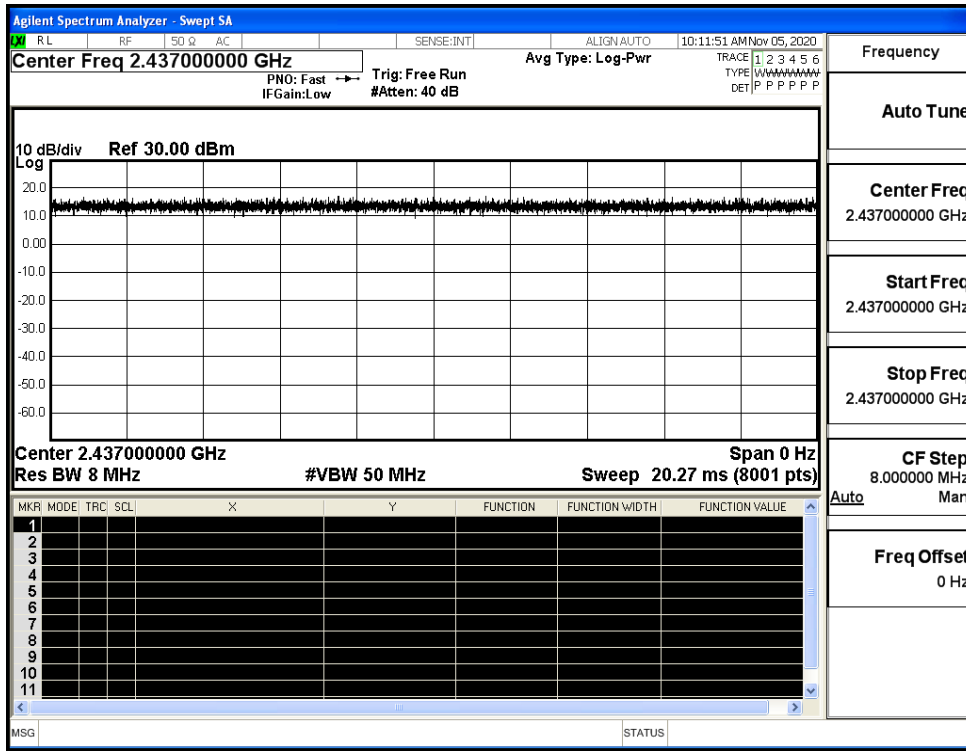 Agilent Spectrum Analyzer - Swept SA
LXI RL RF 50 Ω AC SENSE:INT ALIGN AUTO 10:11:51 AM Nov 05, 2020
Center Freq 2.437000000 GHz
Avg Type: Log-Pwr
TRACE 1 2 3 4 5 6
PNO: Fast
Trig: Free Run
TYPE
IFGain:Low
#Atten: 40 dB
DET P P P P P P
10 dB/div Ref 30.00 dBm
Log
20.0
10.0
0.00
-10.0
-20.0
-30.0
-40.0
-50.0
-60.0
Center 2.437000000 GHz Span 0 Hz
Res BW 8 MHz #VBW 50 MHz Sweep 20.27 ms (8001 pts)
MKR MODE TRC SCL X Y FUNCTION FUNCTION WIDTH FUNCTION VALUE
1
2
3
4
5
6
7
8
9
10
11
MSG STATUS
Frequency
Auto Tune
Center Freq
2.437000000 GHz
Start Freq
2.437000000 GHz
Stop Freq
2.437000000 GHz
CF Step
8.000000 MHz
Auto Man
Freq Offset
0 Hz